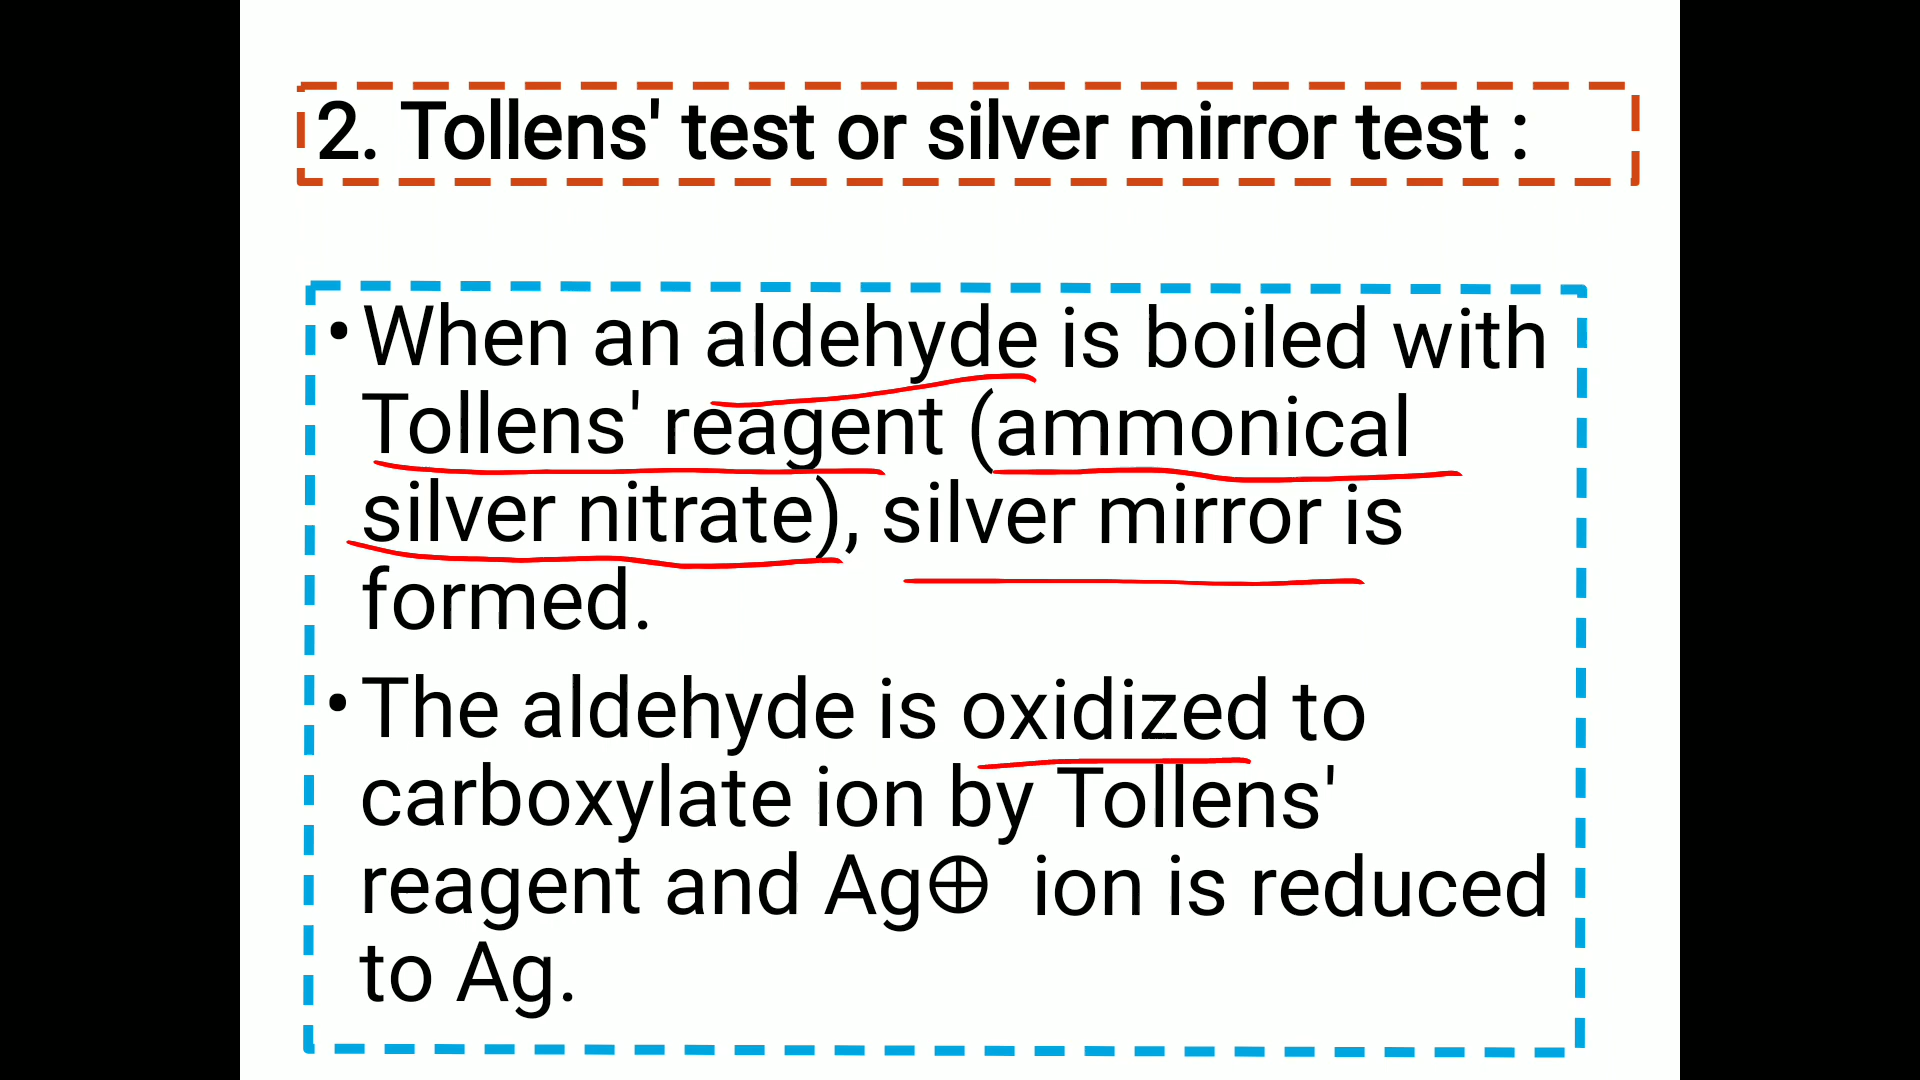 2. Tollens' test or silver mirror test :
• When an aldehyde is boiled with
Tollens' reagent (ammonical
silver nitrate), silver mirror is
formed.
• The aldehyde is oxidized to
carboxylate ion by Tollens'
reagent and Ag⊕ ion is reduced
to Ag.